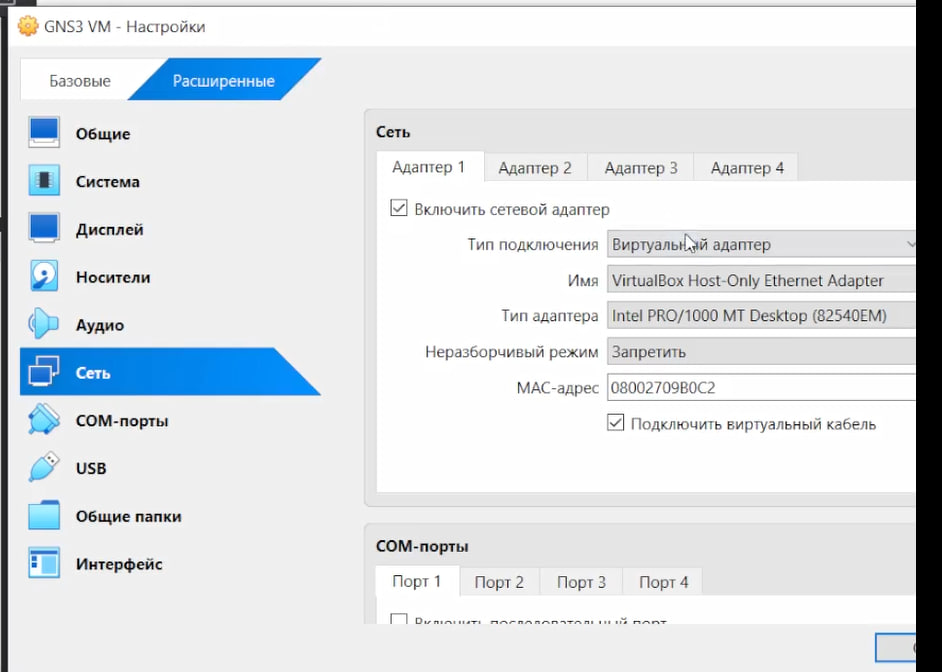 GNS3 VM - Настройки
Базовые
Расширенные
Общие
Система
Дисплей
Носители
Аудио
Сеть
COM-порты
USB
Общие папки
Интерфейс
Сеть
Адаптер 1 Адаптер 2 Адаптер 3 Адаптер 4
Включить сетевой адаптер
Тип подключения Виртуальный адаптер
Имя VirtualBox Host-Only Ethernet Adapter
Тип адаптера Intel PRO/1000 MT Desktop (82540EM)
Неразборчивый режим Запретить
MAC-адрес 08002709B0C2
Подключить виртуальный кабель
COM-порты
Порт 1 Порт 2 Порт 3 Порт 4
Включить последовательный порт